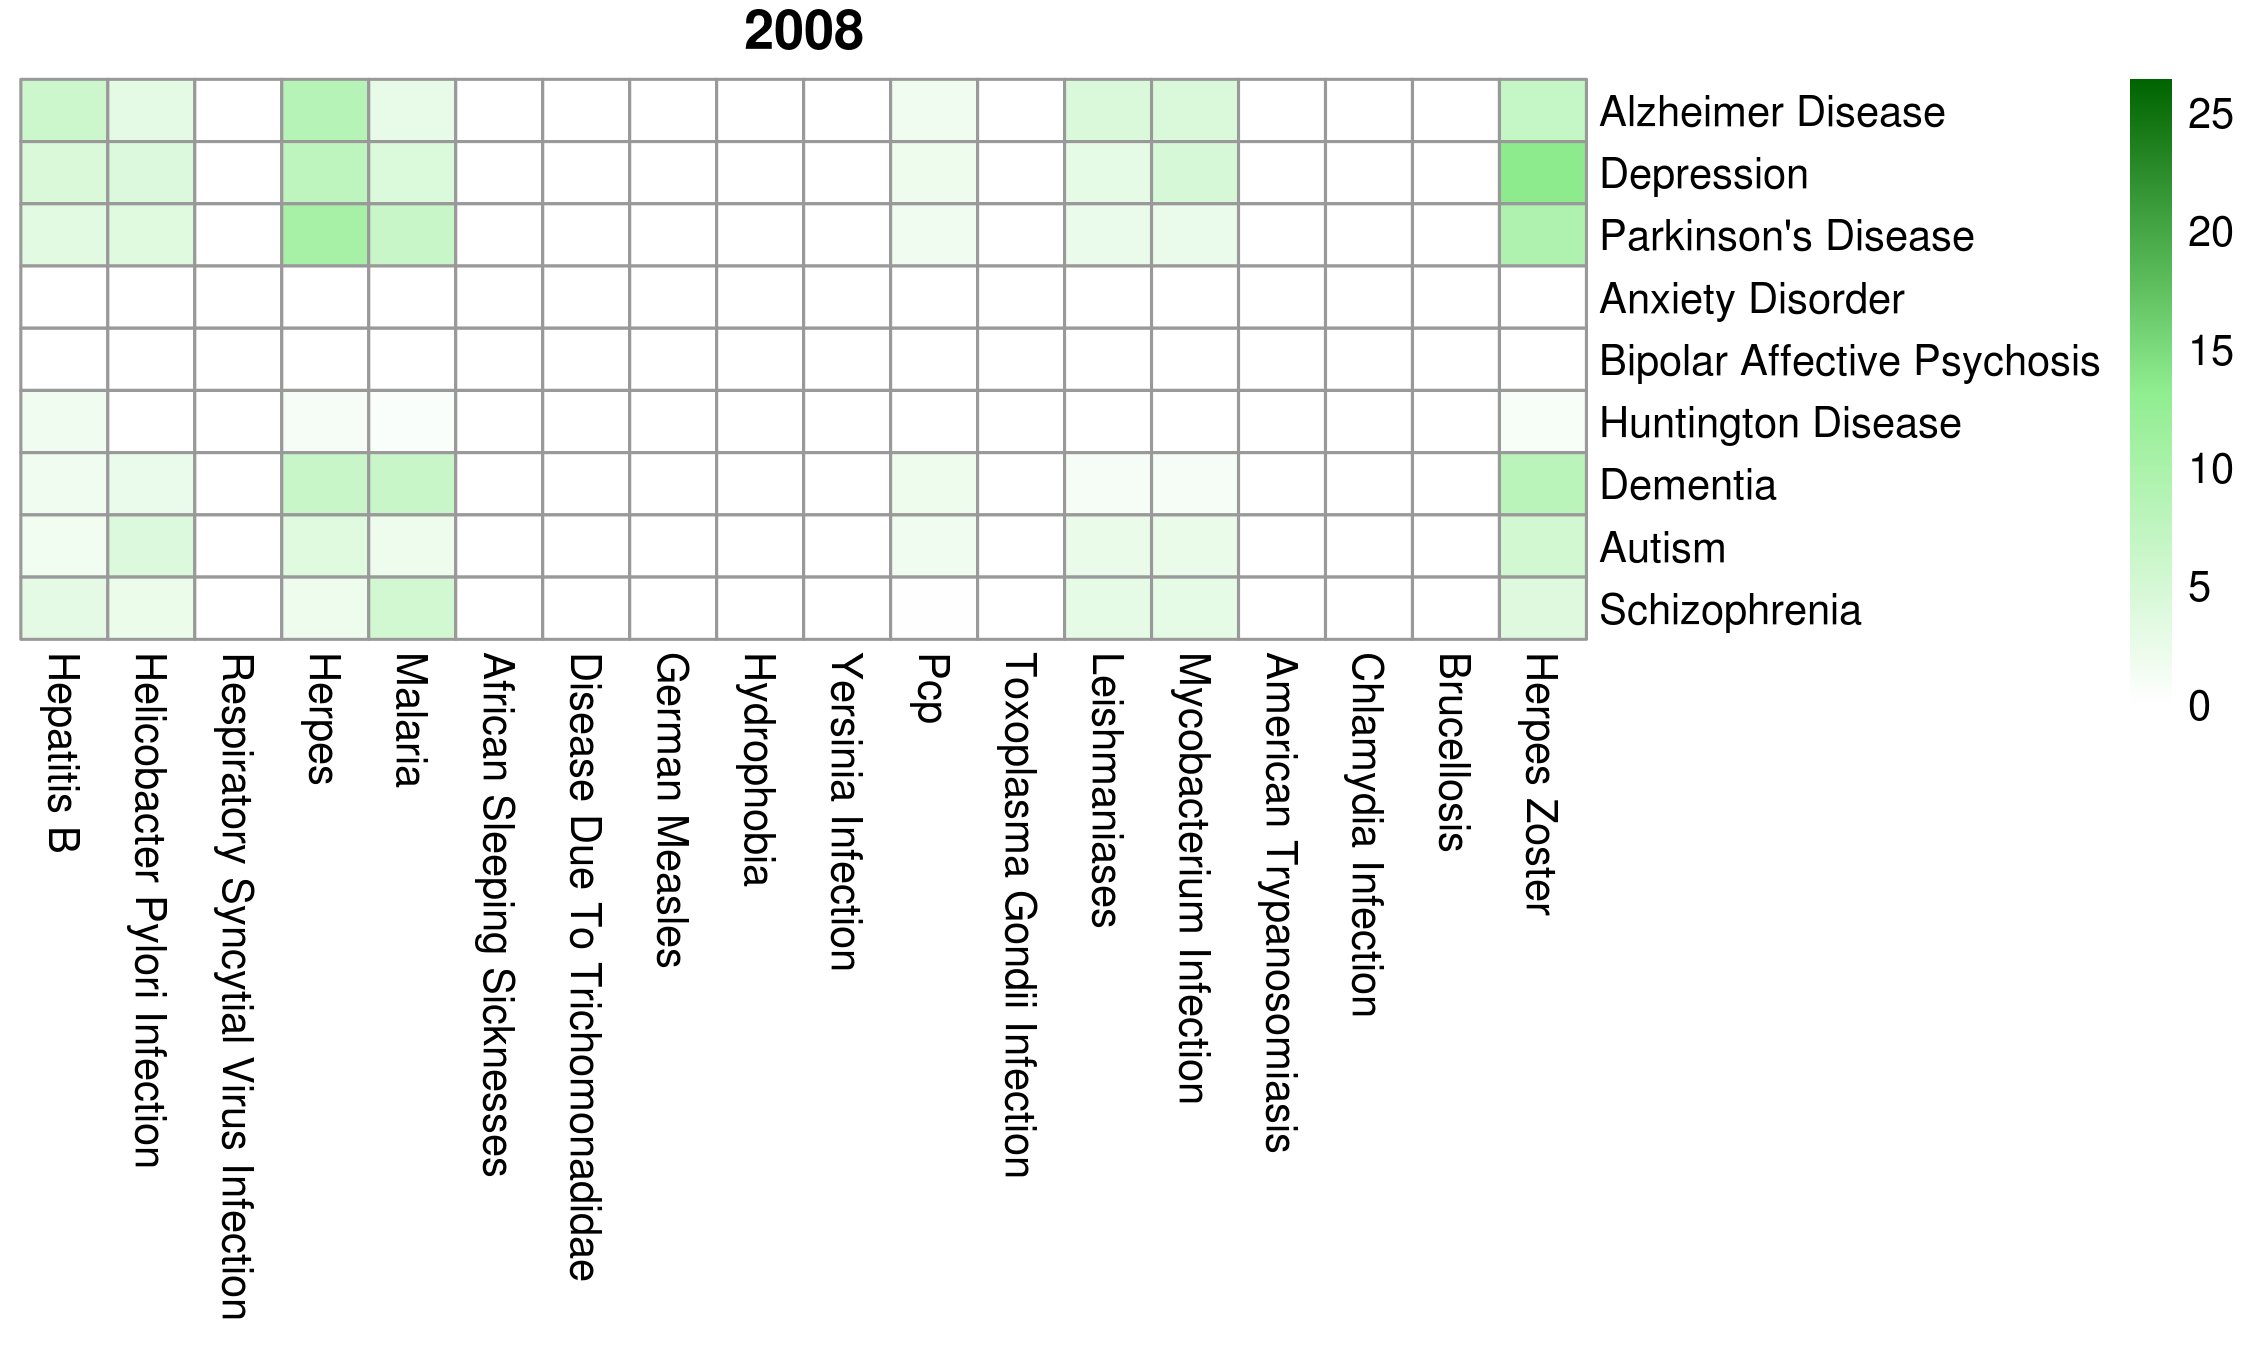 2008
Alzheimer Disease
Depression
Parkinson's Disease
Anxiety Disorder
Bipolar Affective Psychosis
Huntington Disease
Dementia
Autism
Schizophrenia
25
20
15
10
5
0
Hepatitis B
Helicobacter Pylori Infection
Respiratory Syncytial Virus Infection
Herpes
Malaria
African Sleeping Sicknesses
Disease Due To Trichomonadidae
German Measles
Hydrophobia
Yersinia Infection
Pcp
Toxoplasma Gondii Infection
Leishmaniases
Mycobacterium Infection
American Trypanosomiasis
Chlamydia Infection
Brucellosis
Herpes Zoster